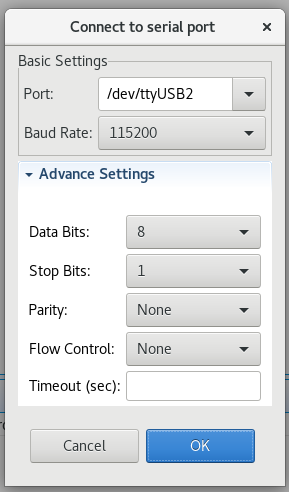 Connect to serial port ×
Basic Settings
Port: /dev/ttyUSB2
Baud Rate: 115200
Advance Settings
Data Bits: 8
Stop Bits: 1
Parity: None
Flow Control: None
Timeout (sec):
Cancel OK